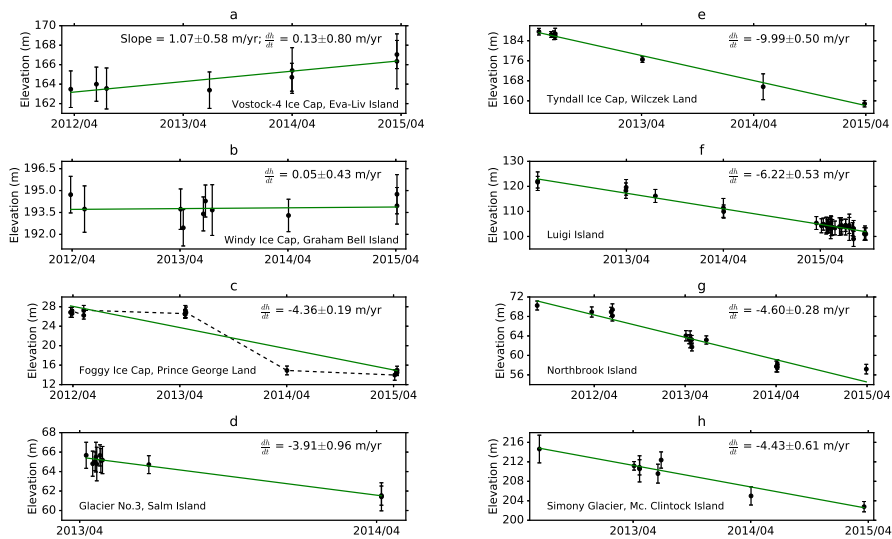 a
Elevation (m)
170
168
166
164
162
Slope = 1.07±0.58 m/yr; dh/dt = 0.13±0.80 m/yr
Vostock-4 Ice Cap, Eva-Liv Island
2012/04 2013/04 2014/04 2015/04
b
Elevation (m)
196.5
195.0
193.5
192.0
dh/dt = 0.05±0.43 m/yr
Windy Ice Cap, Graham Bell Island
2012/04 2013/04 2014/04 2015/04
c
Elevation (m)
28
24
20
16
12
dh/dt = -4.36±0.19 m/yr
Foggy Ice Cap, Prince George Land
2012/04 2013/04 2014/04 2015/04
d
Elevation (m)
68
66
64
62
60
dh/dt = -3.91±0.96 m/yr
Glacier No.3, Salm Island
2013/04 2014/04
e
Elevation (m)
184
176
168
160
dh/dt = -9.99±0.50 m/yr
Tyndall Ice Cap, Wilczek Land
2013/04 2014/04 2015/04
f
Elevation (m)
130
120
110
100
dh/dt = -6.22±0.53 m/yr
Luigi Island
2013/04 2014/04 2015/04
g
Elevation (m)
72
68
64
60
56
dh/dt = -4.60±0.28 m/yr
Northbrook Island
2012/04 2013/04 2014/04 2015/04
h
Elevation (m)
216
212
208
204
200
dh/dt = -4.43±0.61 m/yr
Simony Glacier, Mc. Clintock Island
2013/04 2014/04 2015/04